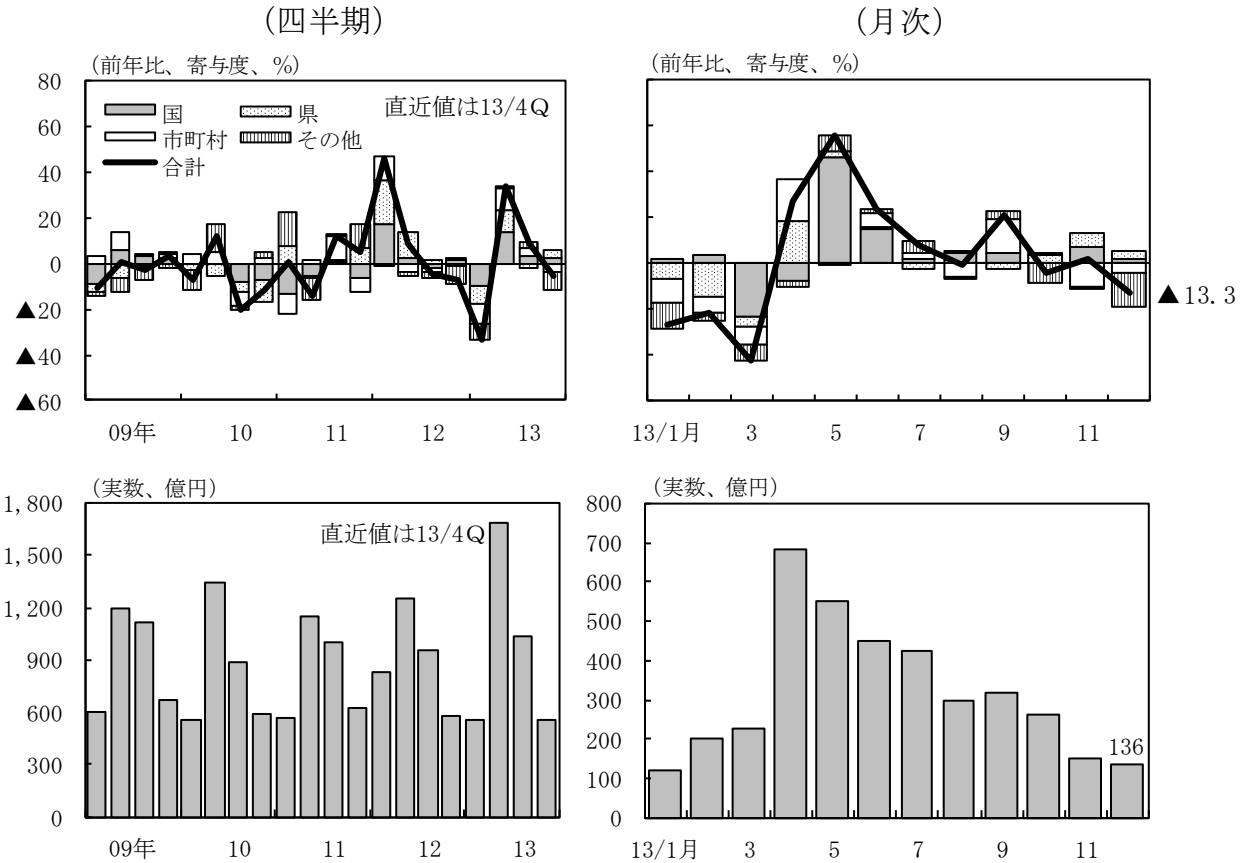 (四半期)
(月次)
(前年比、寄与度、%)
80
60
40
20
0
▲20
▲40
▲60
国
県
市町村
その他
合計
直近値は13/4Q
09年 10 11 12 13
(前年比、寄与度、%)
▲13.3
13/1月 3 5 7 9 11
(実数、億円)
1,800
1,500
1,200
900
600
300
0
直近値は13/4Q
09年 10 11 12 13
(実数、億円)
800
700
600
500
400
300
200
100
0
136
13/1月 3 5 7 9 11